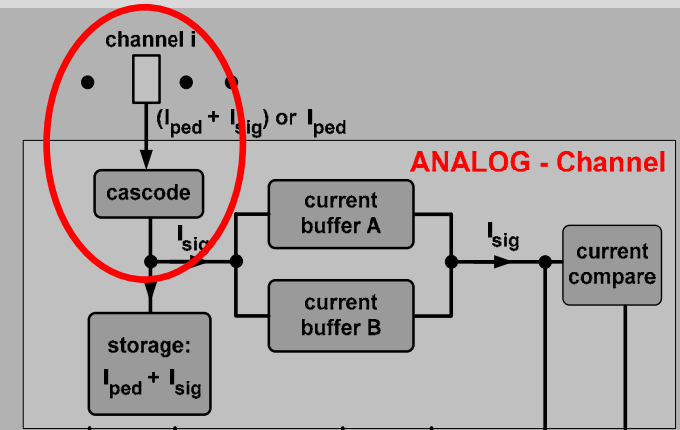 channel i
(Iped + Isig) or Iped
ANALOG - Channel
cascode
current
buffer A
Isig
Isig
current
compare
current
buffer B
storage:
Iped + Isig